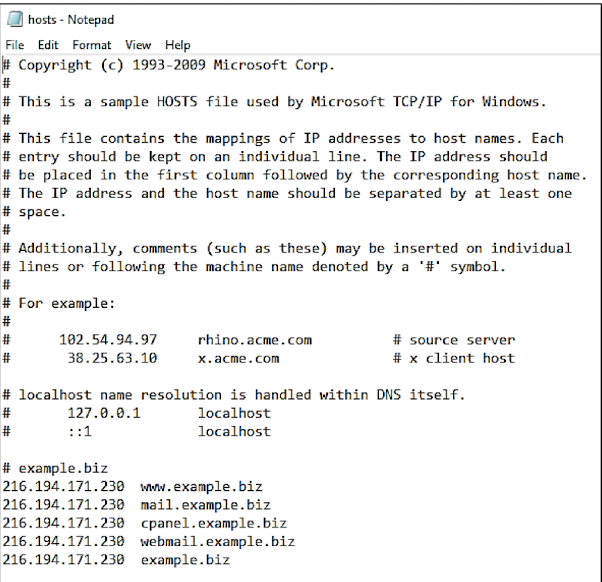 hosts - Notepad
File Edit Format View Help
# Copyright (c) 1993-2009 Microsoft Corp.
#
# This is a sample HOSTS file used by Microsoft TCP/IP for Windows.
#
# This file contains the mappings of IP addresses to host names. Each
# entry should be kept on an individual line. The IP address should
# be placed in the first column followed by the corresponding host name.
# The IP address and the host name should be separated by at least one
# space.
#
# Additionally, comments (such as these) may be inserted on individual
# lines or following the machine name denoted by a '#' symbol.
#
# For example:
#
#      102.54.94.97     rhino.acme.com          # source server
#       38.25.63.10     x.acme.com              # x client host

# localhost name resolution is handled within DNS itself.
#       127.0.0.1       localhost
#       ::1             localhost

# example.biz
216.194.171.230  www.example.biz
216.194.171.230  mail.example.biz
216.194.171.230  cpanel.example.biz
216.194.171.230  webmail.example.biz
216.194.171.230  example.biz